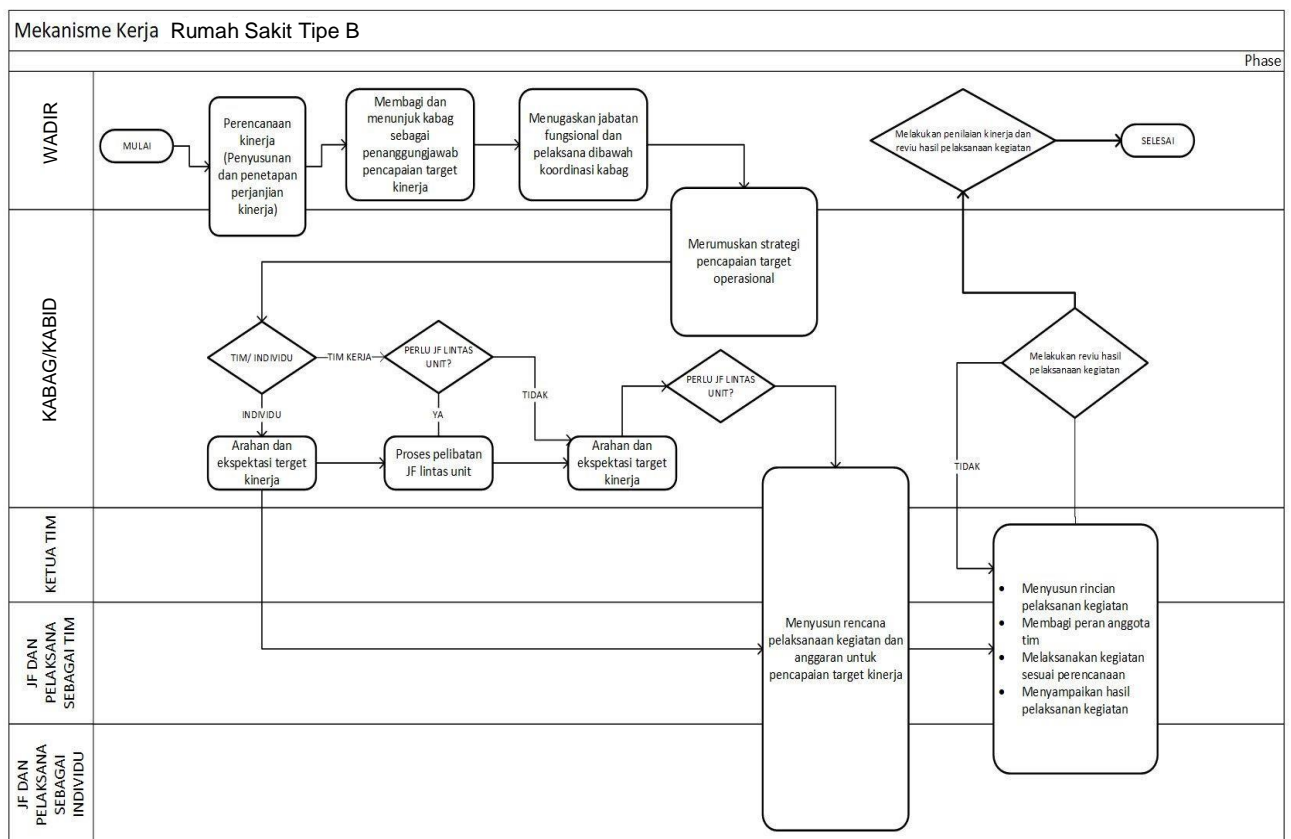 Mekanisme Kerja Rumah Sakit Tipe B
Phase
WADIR
MULAI
Perencanaan
kinerja
(Penyusunan
dan penetapan
perjanjian
kinerja)
Membagi dan
menunjuk kabag
sebagai
penanggungjawab
pencapaian target
kinerja
Menugaskan jabatan
fungsional dan
pelaksana dibawah
koordinasi kabag
Melakukan penilaian kinerja dan
reviu hasil pelaksanaan kegiatan
SELESAI
KABAG/KABID
Merumuskan strategi
pencapaian target
operasional
TIM/ INDIVIDU
TIM KERJA
PERLU JF LINTAS
UNIT?
TIDAK
PERLU JF LINTAS
UNIT?
Melakukan reviu hasil
pelaksanaan kegiatan
INDIVIDU
YA
Arahan dan
ekspektasi terget
kinerja
Proses pelibatan
JF lintas unit
Arahan dan
ekspektasi target
kinerja
TIDAK
KETUA TIM
JF DAN
PELAKSANA
SEBAGAI TIM
Menyusun rencana
pelaksanaan kegiatan dan
anggaran untuk
pencapaian target kinerja
• Menyusun rincian
pelaksanan kegiatan
• Membagi peran anggota
tim
• Melaksanakan kegiatan
sesuai perencanaan
• Menyampaikan hasil
pelaksanan kegiatan
JF DAN
PELAKSANA
SEBAGAI
INDIVIDU